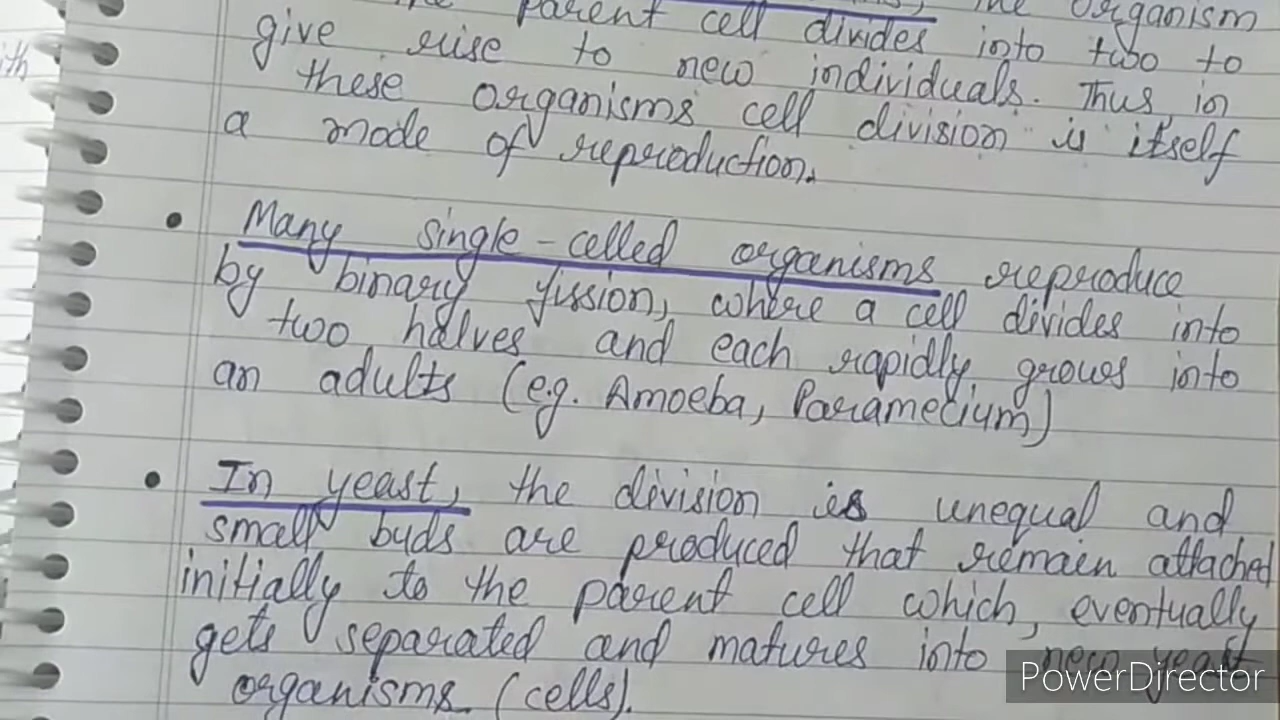 parent cell divides into two to
give rise to new individuals. Thus, in
these organisms cell division is itself
a mode of reproduction.
• Many single-celled organisms reproduce
by binary fission, where a cell divides into
two halves and each rapidly grows into
an adults (e.g. Amoeba, Paramecium)
• In yeast, the division is unequal and
small buds are produced that remain attached
initially to the parent cell which, eventually
gets separated and matures into new yeast
organisms (cells).
PowerDirector